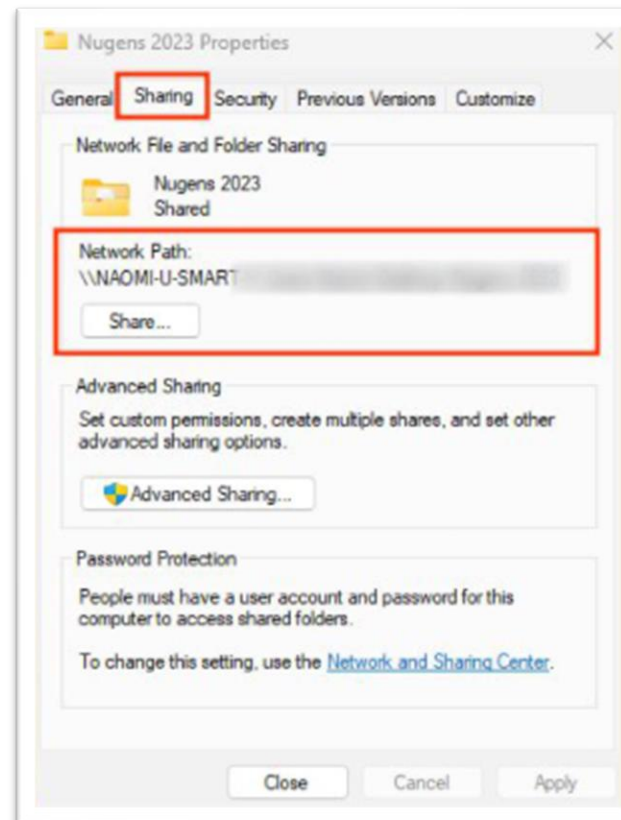 Nugens 2023 Properties
General Sharing Security Previous Versions Customize
Network File and Folder Sharing
Nugens 2023
Shared
Network Path:
\\NAOMI-U-SMART
Share...
Advanced Sharing
Set custom permissions, create multiple shares, and set other
advanced sharing options.
Advanced Sharing...
Password Protection
People must have a user account and password for this
computer to access shared folders.
To change this setting, use the Network and Sharing Center.
Close Cancel Apply